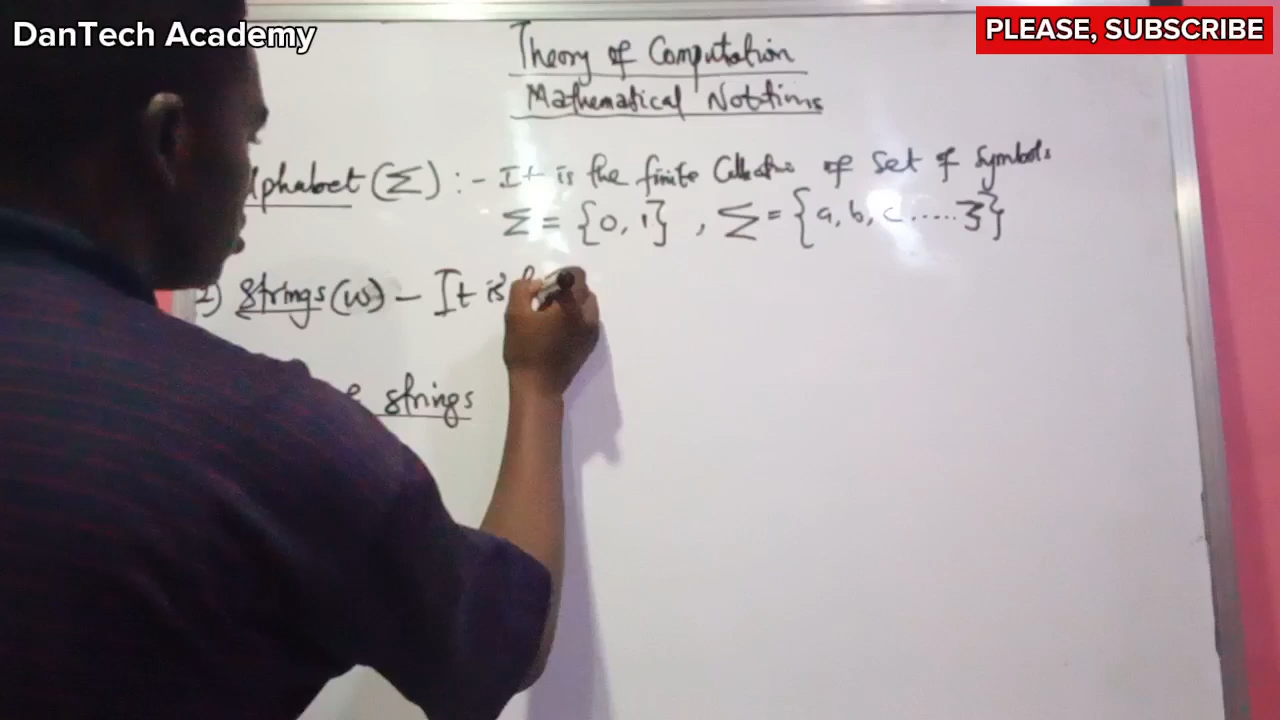 DanTech Academy
PLEASE, SUBSCRIBE
Theory of Computation
Mathematical Notations
lphabet (Σ) :- It is the finite Collection of Set of Symbols
Σ = {0, 1} , Σ = {a, b, c.....z}
2) Strings (w) - It is
strings